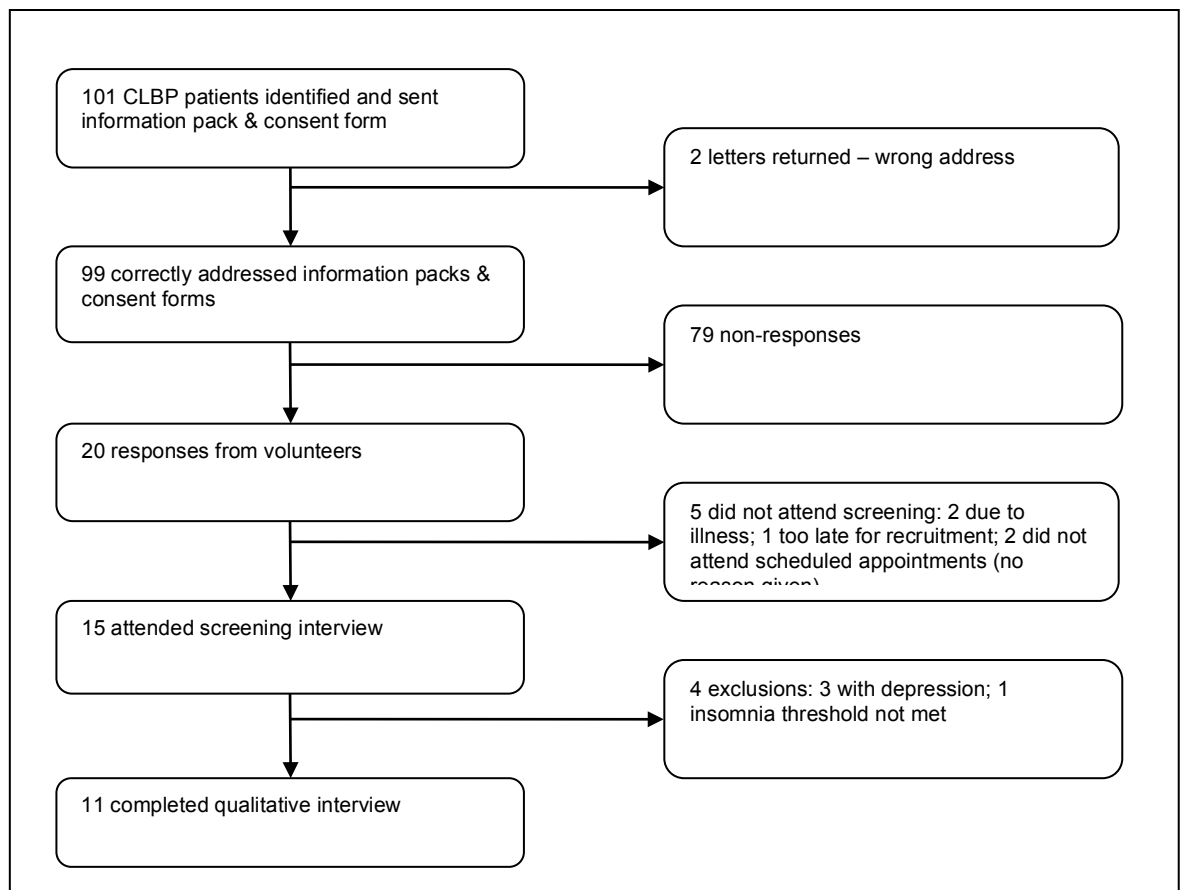 101 CLBP patients identified and sent
information pack & consent form
2 letters returned – wrong address
99 correctly addressed information packs &
consent forms
79 non-responses
20 responses from volunteers
5 did not attend screening: 2 due to
illness; 1 too late for recruitment; 2 did not
attend scheduled appointments (no
reason given)
15 attended screening interview
4 exclusions: 3 with depression; 1
insomnia threshold not met
11 completed qualitative interview